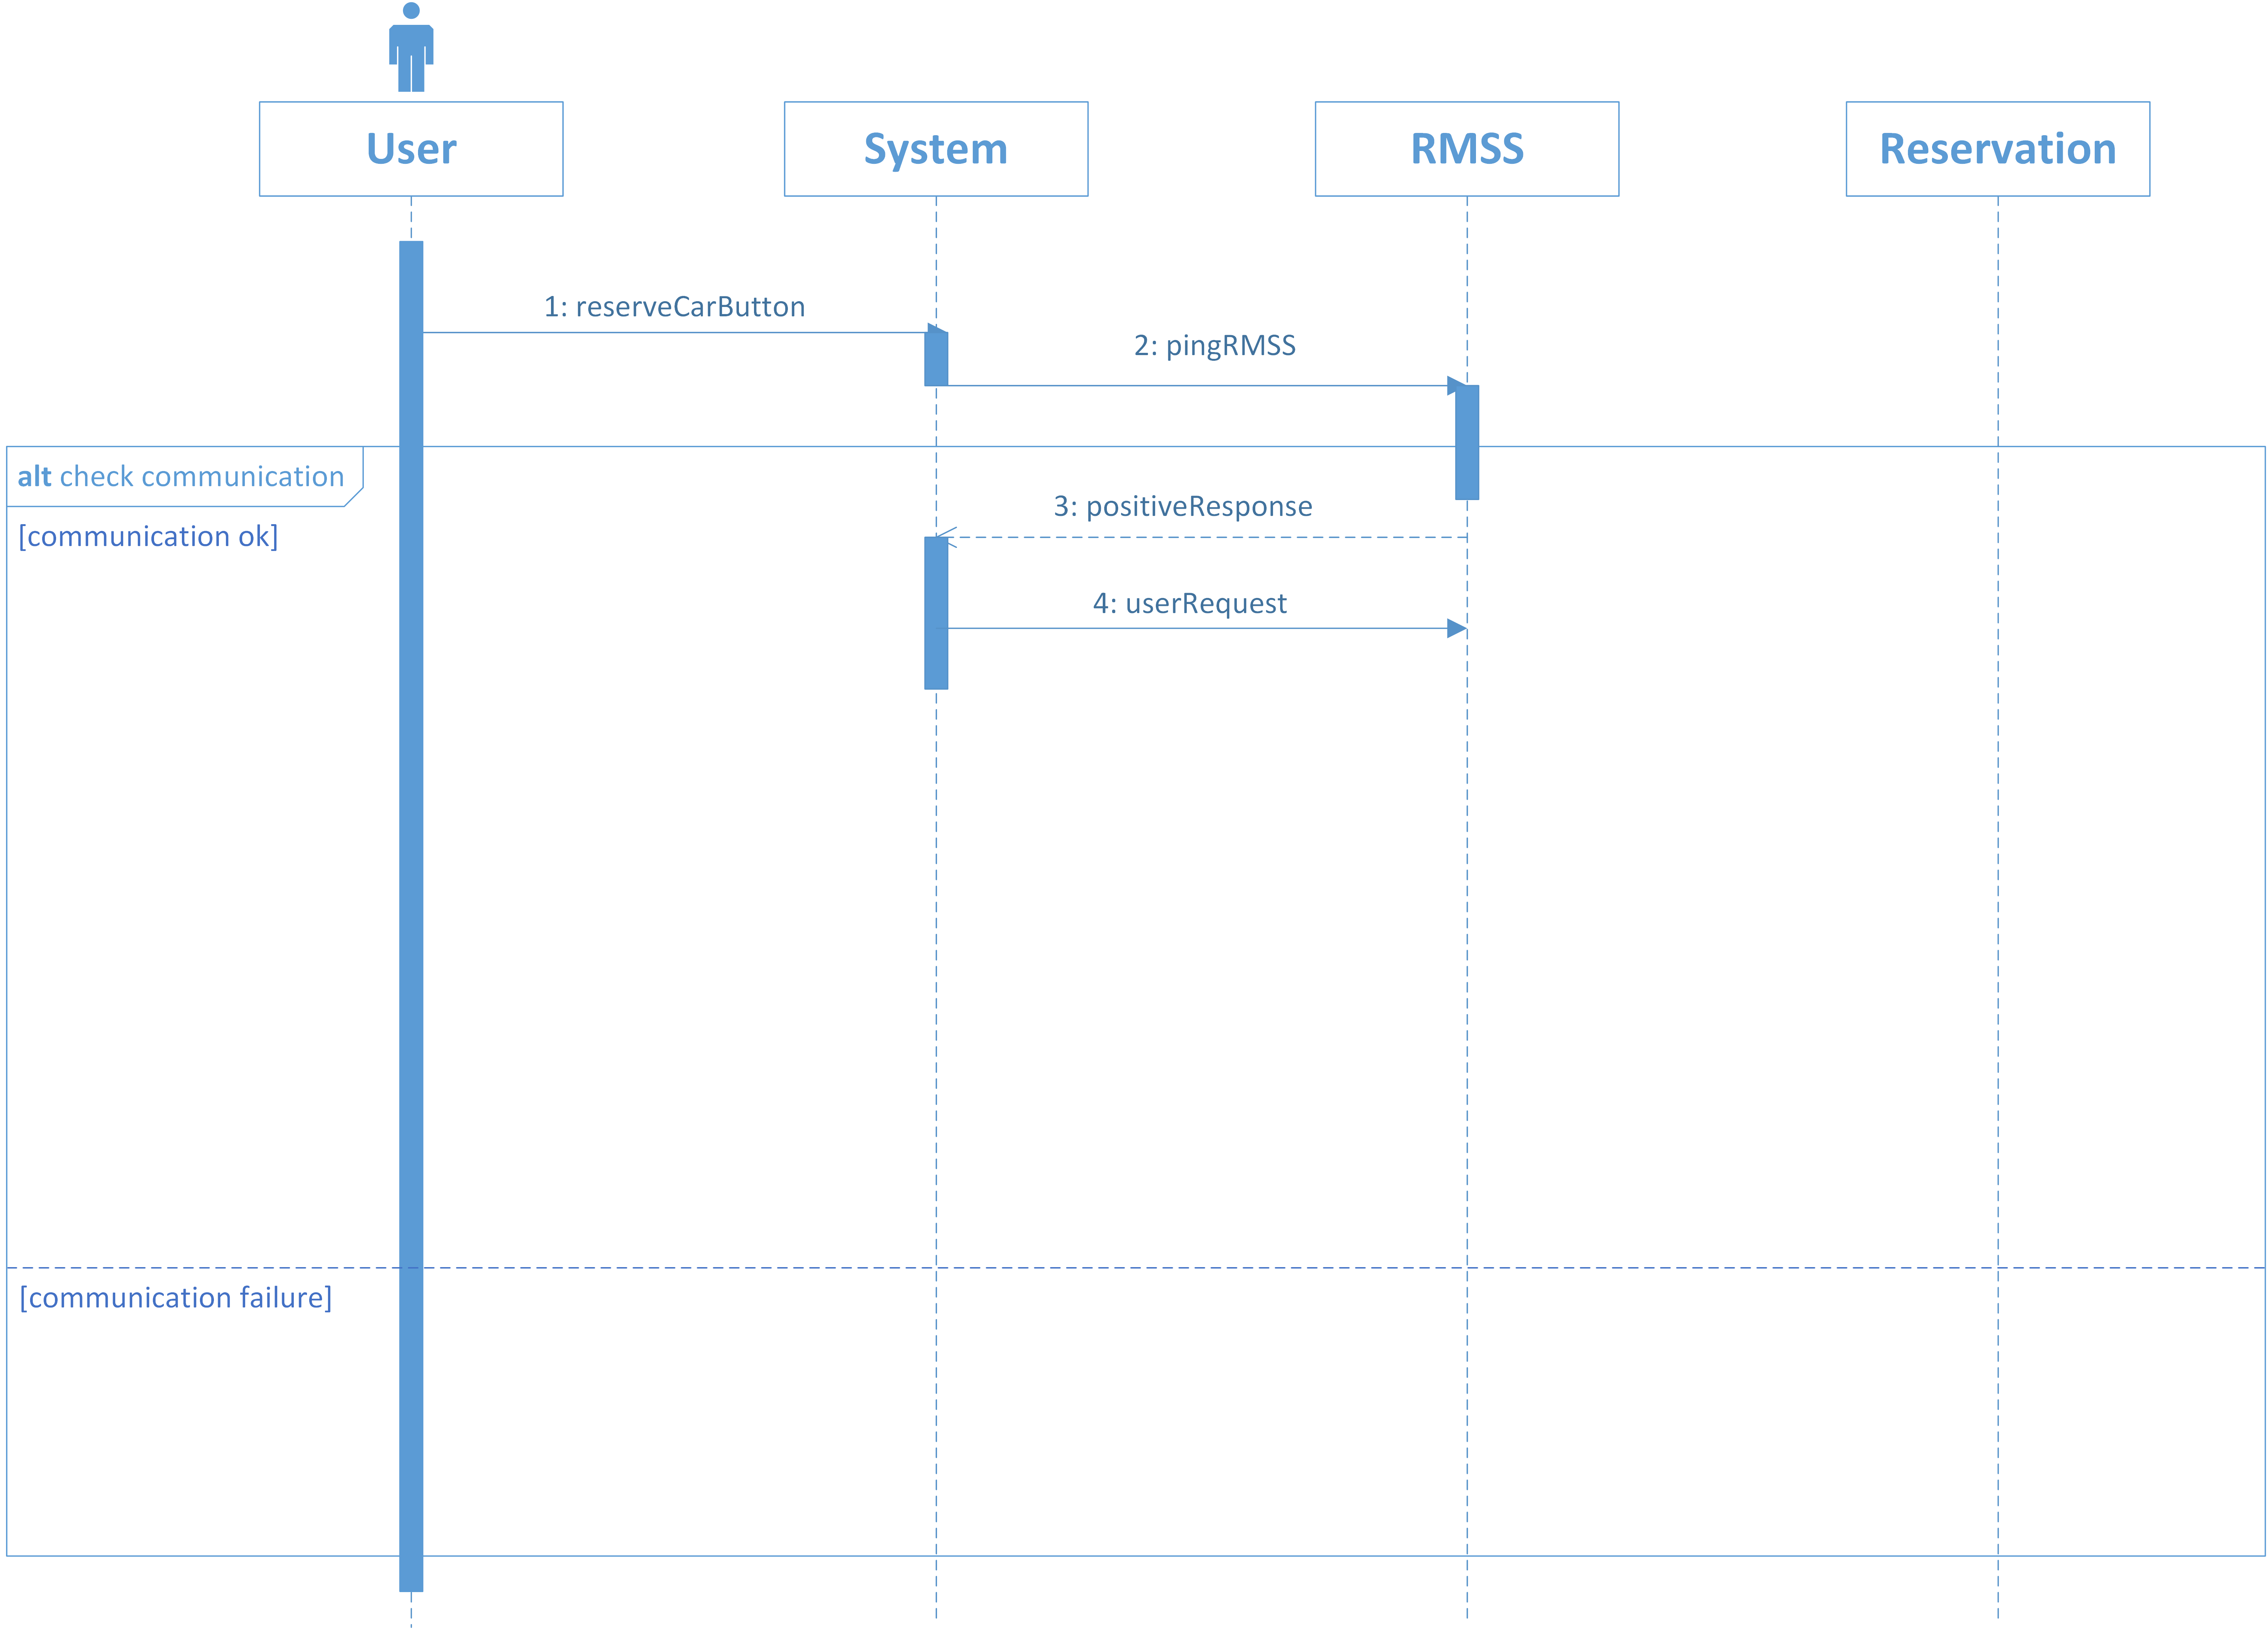 User
System
RMSS
Reservation
1: reserveCarButton
2: pingRMSS
alt check communication
3: positiveResponse
[communication ok]
4: userRequest
[communication failure]